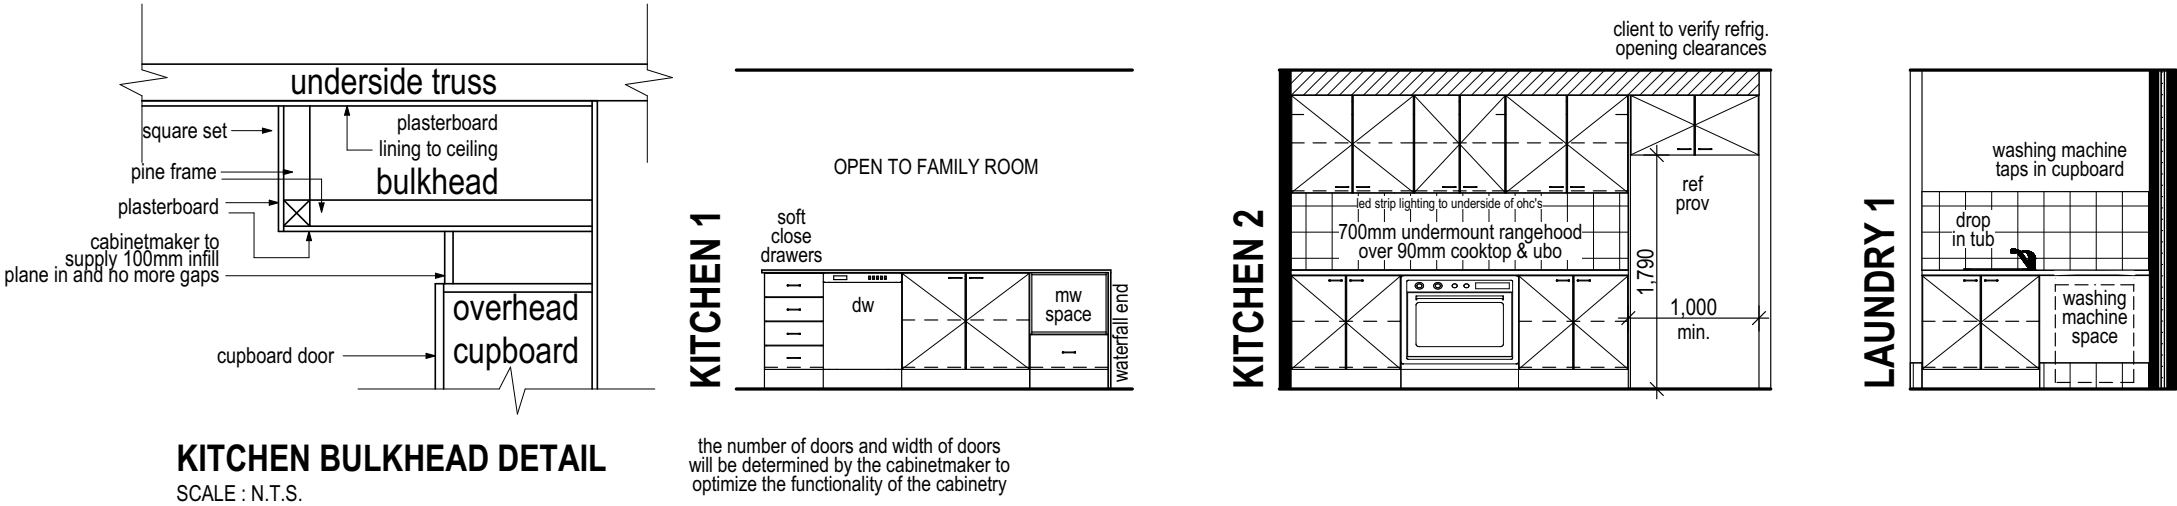 underside truss
square set
plasterboard
lining to ceiling
pine frame
bulkhead
plasterboard
cabinetmaker to
supply 100mm infill
plane in and no more gaps
overhead
cupboard
cupboard door
KITCHEN BULKHEAD DETAIL
SCALE : N.T.S.
KITCHEN 1
OPEN TO FAMILY ROOM
soft
close
drawers
dw
mw
space
waterfall end
the number of doors and width of doors
will be determined by the cabinetmaker to
optimize the functionality of the cabinetry
KITCHEN 2
client to verify refrig.
opening clearances
ref
prov
led strip lighting to underside of ohc's
700mm undermount rangehood
over 90mm cooktop & ubo
1,790
1,000
min.
LAUNDRY 1
washing machine
taps in cupboard
drop
in tub
washing
machine
space